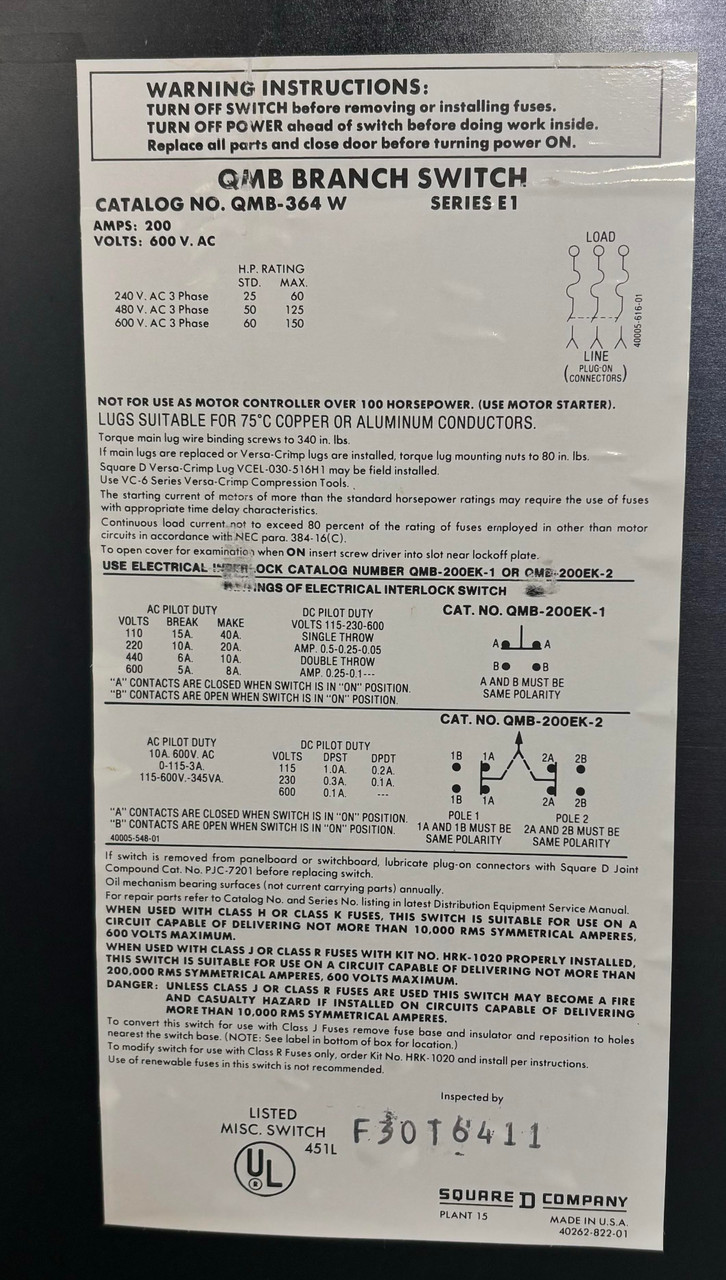 WARNING INSTRUCTIONS:
TURN OFF SWITCH before removing or installing fuses.
TURN OFF POWER ahead of switch before doing work inside.
Replace all parts and close door before turning power ON.
QMB BRANCH SWITCH
CATALOG NO. QMB-364 W SERIES E1
AMPS: 200
VOLTS: 600 V. AC
H.P. RATING
STD. MAX.
240 V. AC 3 Phase 25 60
480 V. AC 3 Phase 50 125
600 V. AC 3 Phase 60 150
LOAD
40005-616-01
LINE
(PLUG-ON
CONNECTORS)
NOT FOR USE AS MOTOR CONTROLLER OVER 100 HORSEPOWER. (USE MOTOR STARTER).
LUGS SUITABLE FOR 75°C COPPER OR ALUMINUM CONDUCTORS.
Torque main lug wire binding screws to 340 in. lbs.
If main lugs are replaced or Versa-Crimp lugs are installed, torque lug mounting nuts to 80 in. lbs.
Square D Versa-Crimp Lug VCEL-030-516H1 may be field installed.
Use VC-6 Series Versa-Crimp Compression Tools.
The starting current of motors of more than the standard horsepower ratings may require the use of fuses
with appropriate time delay characteristics.
Continuous load current not to exceed 80 percent of the rating of fuses employed in other than motor
circuits in accordance with NEC para. 384-16(C).
To open cover for examination when ON insert screw driver into slot near lockoff plate.
USE ELECTRICAL INTERLOCK CATALOG NUMBER QMB-200EK-1 OR QMB-200EK-2
OF ELECTRICAL INTERLOCK SWITCH
AC PILOT DUTY
VOLTS BREAK MAKE
110 15A. 40A.
220 10A. 20A.
440 6A. 10A.
600 5A. 8A.
DC PILOT DUTY
VOLTS 115-230-600
SINGLE THROW
AMP. 0.5-0.25-0.05
DOUBLE THROW
AMP. 0.25-0.1---
"A" CONTACTS ARE CLOSED WHEN SWITCH IS IN "ON" POSITION.
"B" CONTACTS ARE OPEN WHEN SWITCH IS IN "ON" POSITION.
CAT. NO. QMB-200EK-1
A A
B B
A AND B MUST BE
SAME POLARITY
CAT. NO. QMB-200EK-2
AC PILOT DUTY
10A. 600V. AC
0-115-3A.
115-600V.-345VA.
DC PILOT DUTY
VOLTS DPST DPDT
115 1.0A. 0.2A.
230 0.3A. 0.1A.
600 0.1A. ---
1B 1A 2A 2B
1B 1A 2A 2B
POLE 1 POLE 2
1A AND 1B MUST BE 2A AND 2B MUST BE
SAME POLARITY SAME POLARITY
"A" CONTACTS ARE CLOSED WHEN SWITCH IS IN "ON" POSITION.
"B" CONTACTS ARE OPEN WHEN SWITCH IS IN "ON" POSITION.
40005-548-01
If switch is removed from panelboard or switchboard, lubricate plug-on connectors with Square D Joint
Compound Cat. No. PJC-7201 before replacing switch.
Oil mechanism bearing surfaces (not current carrying parts) annually.
For repair parts refer to Catalog No. and Series No. listing in latest Distribution Equipment Service Manual.
WHEN USED WITH CLASS H OR CLASS K FUSES, THIS SWITCH IS SUITABLE FOR USE ON A
CIRCUIT CAPABLE OF DELIVERING NOT MORE THAN 10,000 RMS SYMMETRICAL AMPERES,
600 VOLTS MAXIMUM.
WHEN USED WITH CLASS J OR CLASS R FUSES WITH KIT NO. HRK-1020 PROPERLY INSTALLED,
THIS SWITCH IS SUITABLE FOR USE ON A CIRCUIT CAPABLE OF DELIVERING NOT MORE THAN
200,000 RMS SYMMETRICAL AMPERES, 600 VOLTS MAXIMUM.
DANGER: UNLESS CLASS J OR CLASS R FUSES ARE USED THIS SWITCH MAY BECOME A FIRE
AND CASUALTY HAZARD IF INSTALLED ON CIRCUITS CAPABLE OF DELIVERING
MORE THAN 10,000 RMS SYMMETRICAL AMPERES.
To convert this switch for use with Class J Fuses remove fuse base and insulator and reposition to holes
nearest the switch base. (NOTE: See label in bottom of box for location.)
To modify switch for use with Class R Fuses only, order Kit No. HRK-1020 and install per instructions.
Use of renewable fuses in this switch is not recommended.
Inspected by
F30T6411
LISTED
MISC. SWITCH
451L
UL
®
SQUARE D COMPANY
PLANT 15 MADE IN U.S.A.
40262-822-01